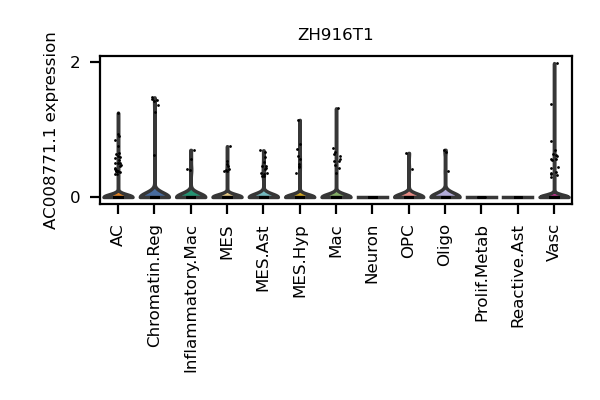 ZH916T1
AC008771.1 expression
2
0
AC
Chromatin.Reg
Inflammatory.Mac
MES
MES.Ast
MES.Hyp
Mac
Neuron
OPC
Oligo
Prolif.Metab
Reactive.Ast
Vasc